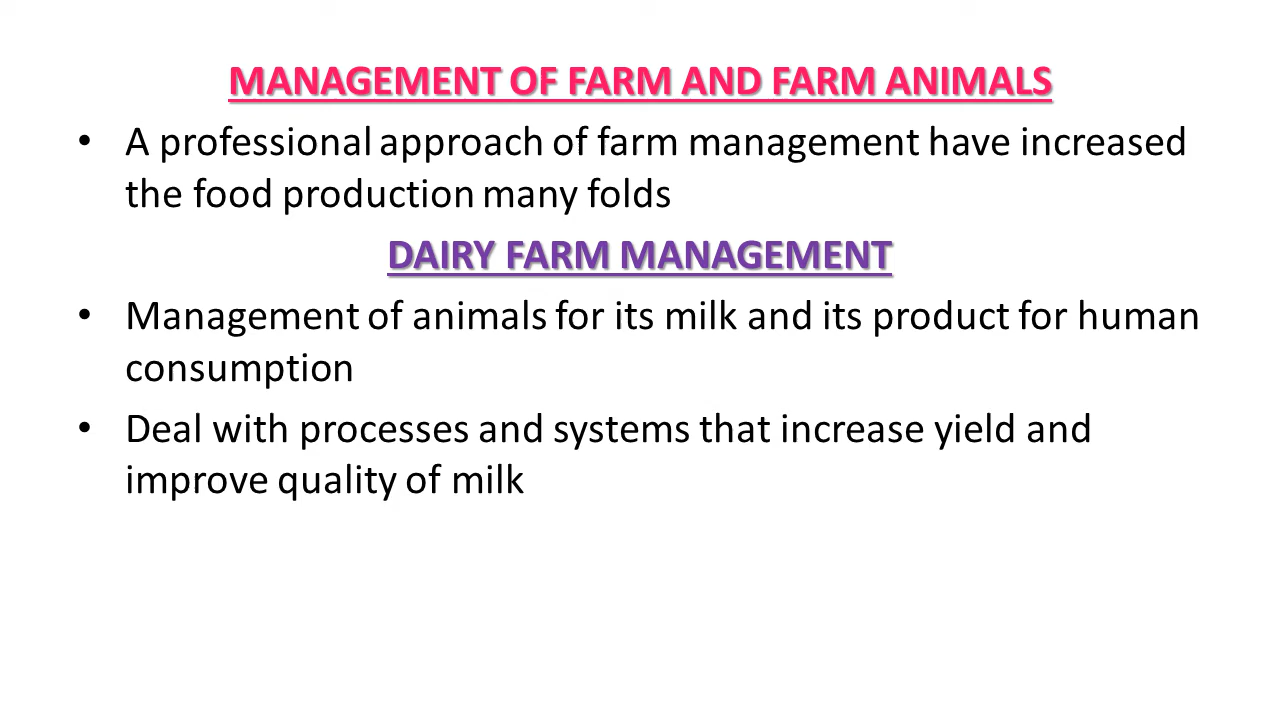 MANAGEMENT OF FARM AND FARM ANIMALS
• A professional approach of farm management have increased
the food production many folds
DAIRY FARM MANAGEMENT
• Management of animals for its milk and its product for human
consumption
• Deal with processes and systems that increase yield and
improve quality of milk